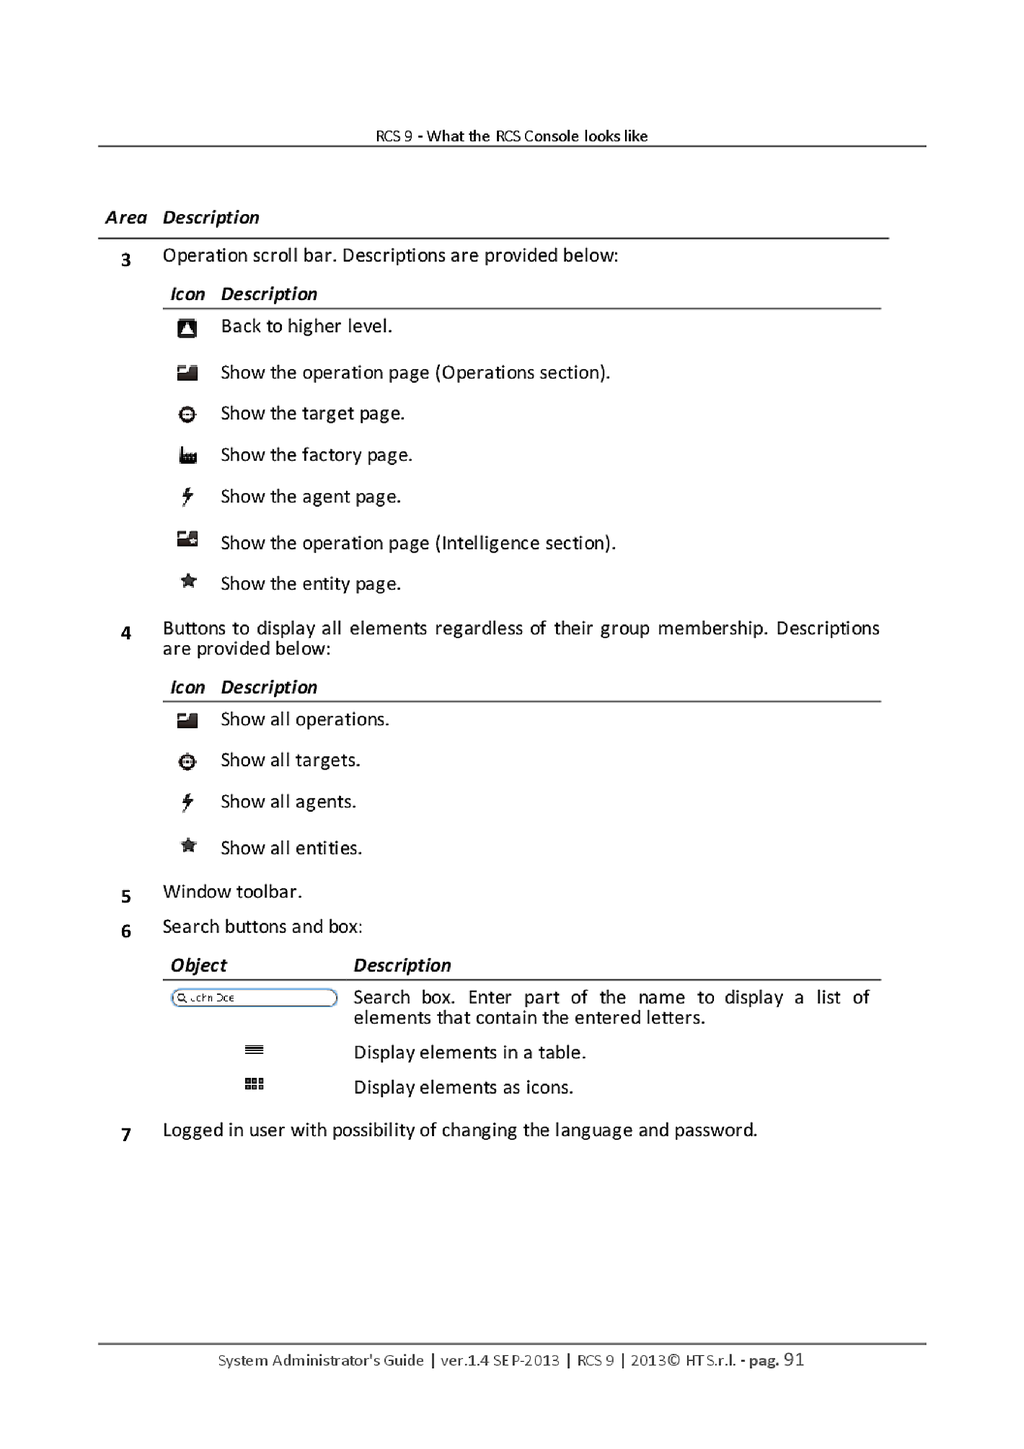 RCS 9 - What the RCS Console looks like
Area Description
3 Operation scroll bar. Descriptions are provided below:
Icon Description
Back to higher level.
Show the operation page (Operations section).
Show the target page.
Show the factory page.
Show the agent page.
Show the operation page (Intelligence section).
Show the entity page.
4 Buttons to display all elements regardless of their group membership. Descriptions
are provided below:
Icon Description
Show all operations.
Show all targets.
Show all agents.
Show all entities.
5 Window toolbar.
6 Search buttons and box:
Object Description
John Doe Search box. Enter part of the name to display a list of
elements that contain the entered letters.
Display elements in a table.
Display elements as icons.
7 Logged in user with possibility of changing the language and password.
System Administrator's Guide | ver.1.4 SEP-2013 | RCS 9 | 2013© HT S.r.l. - pag. 91